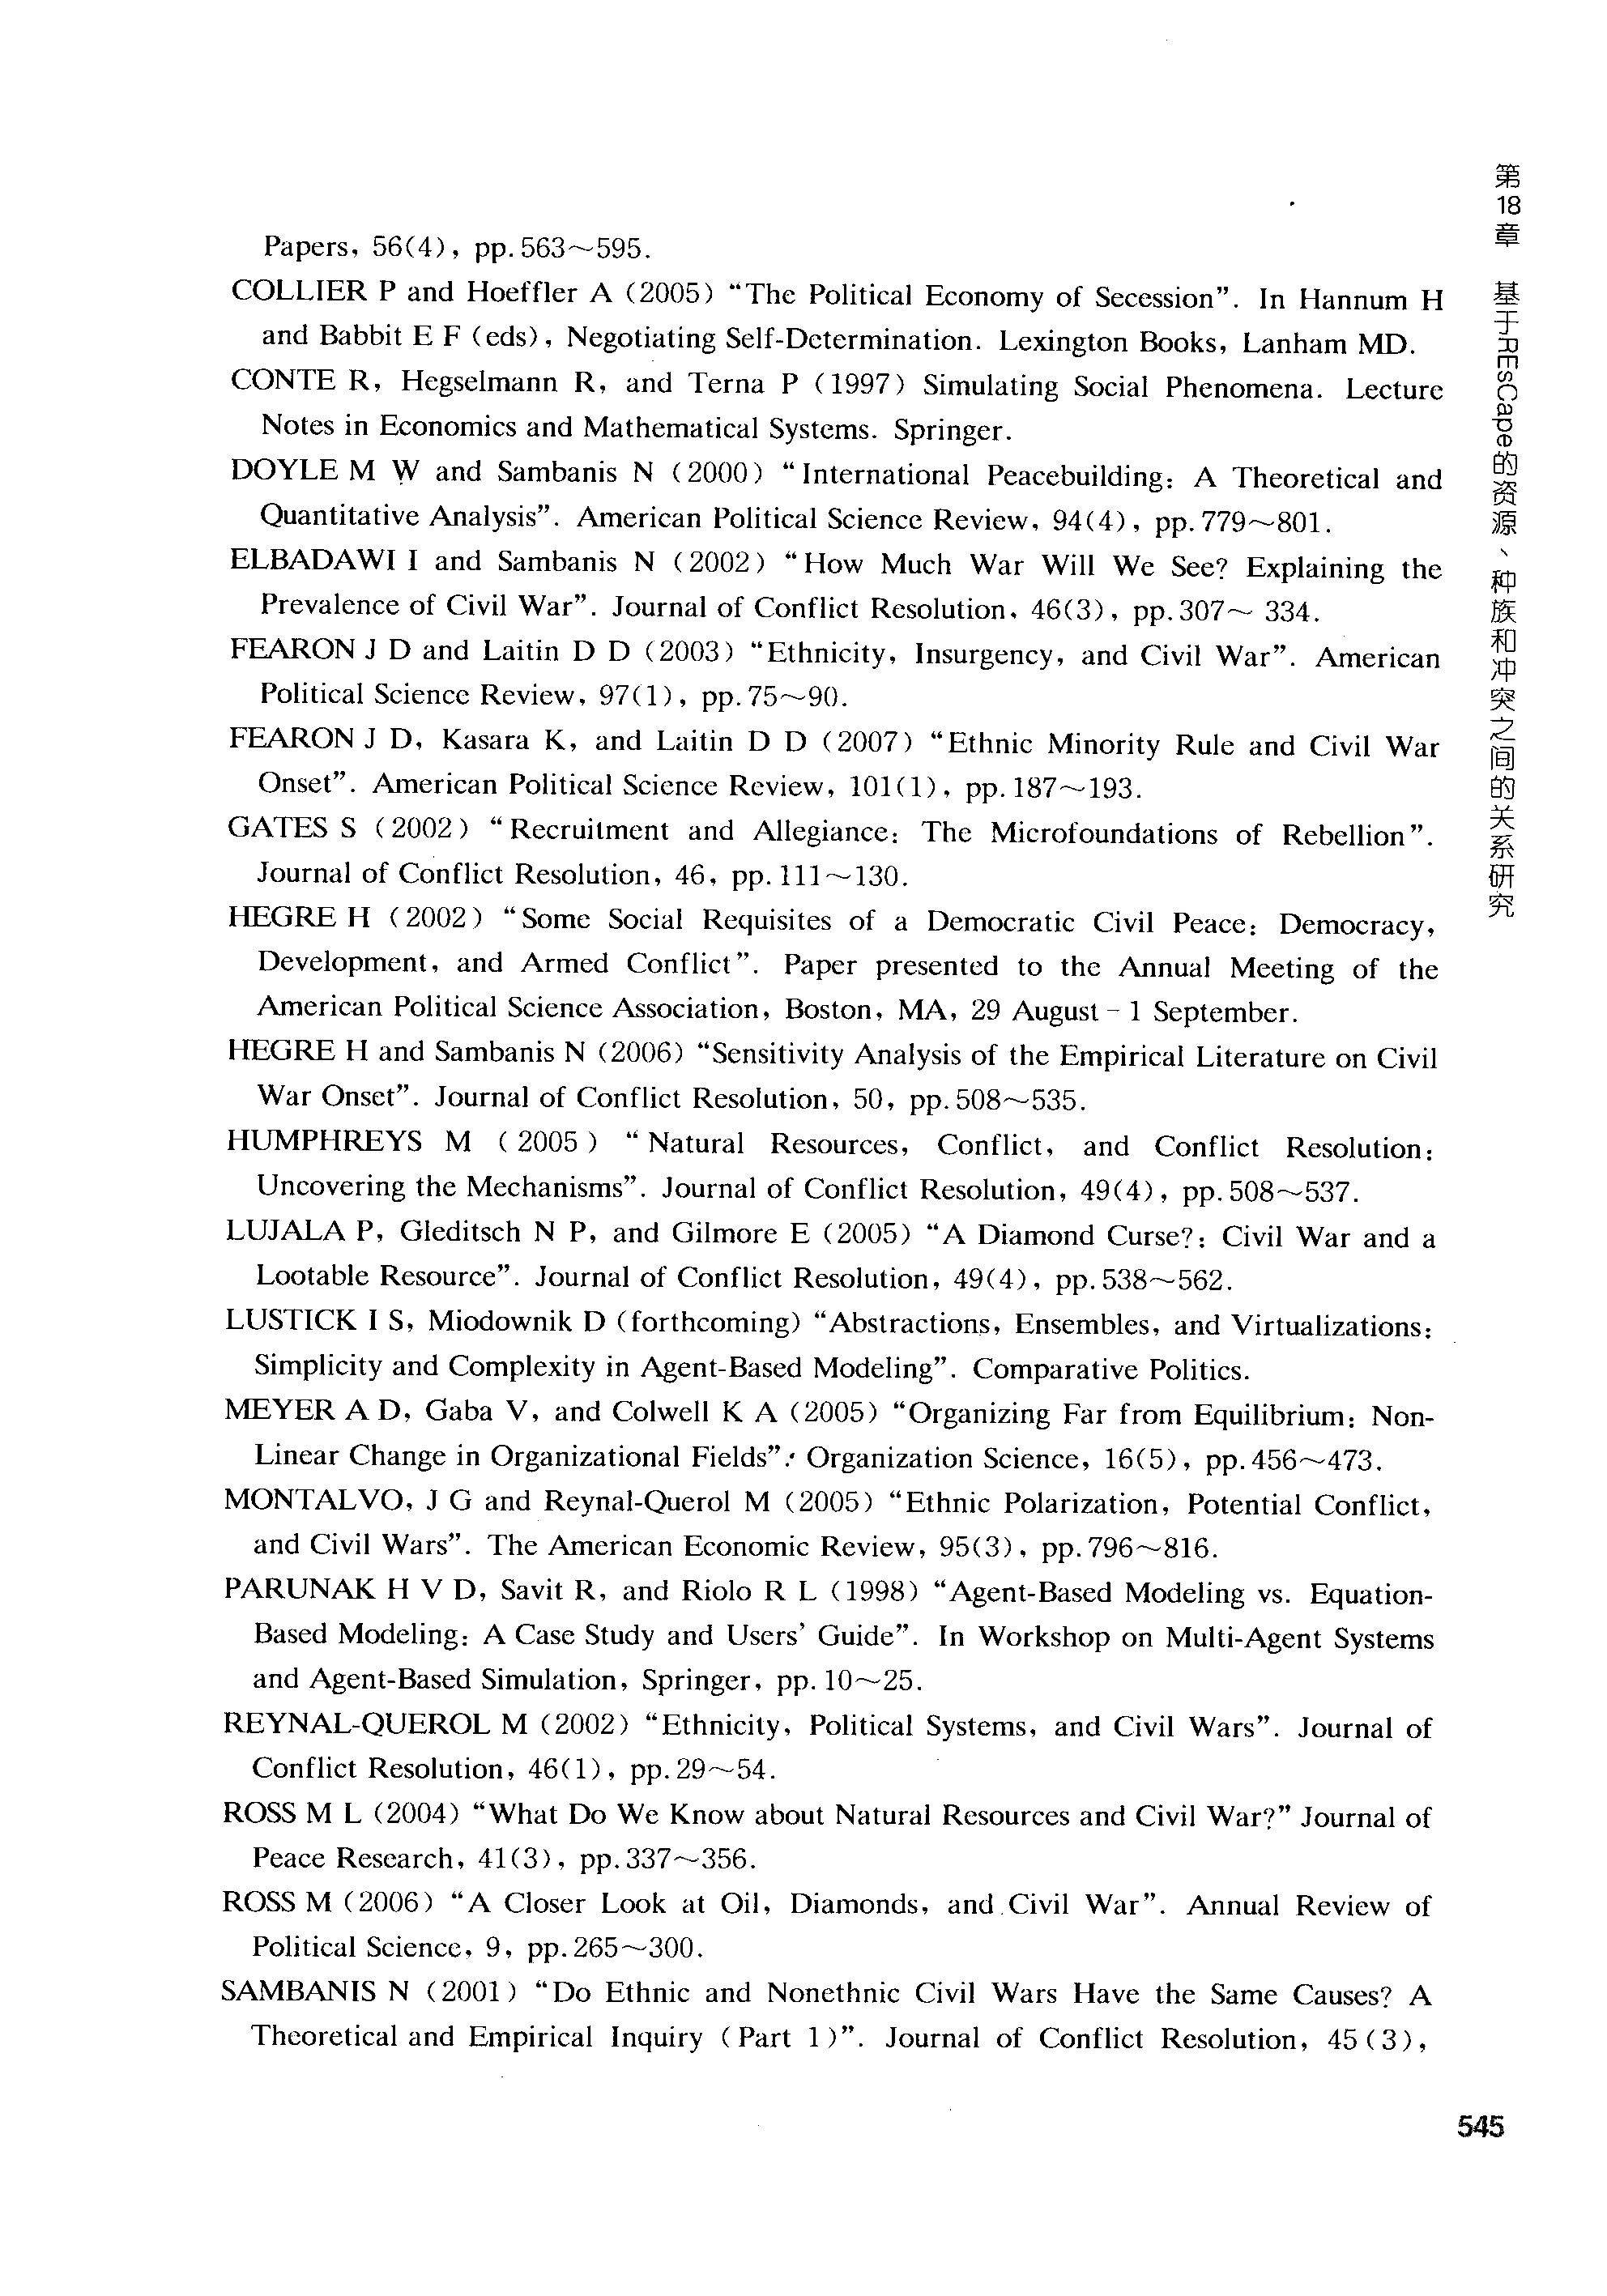 Papers, 56(4), pp.563～595.
COLLIER P and Hoeffler A (2005) “The Political Economy of Secession”. In Hannum H
and Babbit E F (eds), Negotiating Self-Determination. Lexington Books, Lanham MD.
CONTE R, Hegselmann R, and Terna P (1997) Simulating Social Phenomena. Lecture
Notes in Economics and Mathematical Systems. Springer.
DOYLE M W and Sambanis N (2000) “International Peacebuilding: A Theoretical and
Quantitative Analysis”. American Political Science Review, 94(4), pp.779～801.
ELBADAWI I and Sambanis N (2002) “How Much War Will We See? Explaining the
Prevalence of Civil War”. Journal of Conflict Resolution, 46(3), pp.307～ 334.
FEARON J D and Laitin D D (2003) “Ethnicity, Insurgency, and Civil War”. American
Political Science Review, 97(1), pp.75～90.
FEARON J D, Kasara K, and Laitin D D (2007) “Ethnic Minority Rule and Civil War
Onset”. American Political Science Review, 101(1), pp.187～193.
GATES S (2002) “Recruitment and Allegiance: The Microfoundations of Rebellion”.
Journal of Conflict Resolution, 46, pp.111～130.
HEGRE H (2002) “Some Social Requisites of a Democratic Civil Peace: Democracy,
Development, and Armed Conflict”. Paper presented to the Annual Meeting of the
American Political Science Association, Boston, MA, 29 August - 1 September.
HEGRE H and Sambanis N (2006) “Sensitivity Analysis of the Empirical Literature on Civil
War Onset”. Journal of Conflict Resolution, 50, pp.508～535.
HUMPHREYS M (2005) “Natural Resources, Conflict, and Conflict Resolution:
Uncovering the Mechanisms”. Journal of Conflict Resolution, 49(4), pp.508～537.
LUJALA P, Gleditsch N P, and Gilmore E (2005) “A Diamond Curse?: Civil War and a
Lootable Resource”. Journal of Conflict Resolution, 49(4), pp.538～562.
LUSTICK I S, Miodownik D (forthcoming) “Abstractions, Ensembles, and Virtualizations:
Simplicity and Complexity in Agent-Based Modeling”. Comparative Politics.
MEYER A D, Gaba V, and Colwell K A (2005) “Organizing Far from Equilibrium: Non-
Linear Change in Organizational Fields”. Organization Science, 16(5), pp.456～473.
MONTALVO, J G and Reynal-Querol M (2005) “Ethnic Polarization, Potential Conflict,
and Civil Wars”. The American Economic Review, 95(3), pp.796～816.
PARUNAK H V D, Savit R, and Riolo R L (1998) “Agent-Based Modeling vs. Equation-
Based Modeling: A Case Study and Users’ Guide”. In Workshop on Multi-Agent Systems
and Agent-Based Simulation, Springer, pp.10～25.
REYNAL-QUEROL M (2002) “Ethnicity, Political Systems, and Civil Wars”. Journal of
Conflict Resolution, 46(1), pp.29～54.
ROSS M L (2004) “What Do We Know about Natural Resources and Civil War?” Journal of
Peace Research, 41(3), pp.337～356.
ROSS M (2006) “A Closer Look at Oil, Diamonds, and Civil War”. Annual Review of
Political Science, 9, pp.265～300.
SAMBANIS N (2001) “Do Ethnic and Nonethnic Civil Wars Have the Same Causes? A
Theoretical and Empirical Inquiry (Part 1)”. Journal of Conflict Resolution, 45(3),
第18章 基于REsCape的资源、种族和冲突之间的关系研究
545